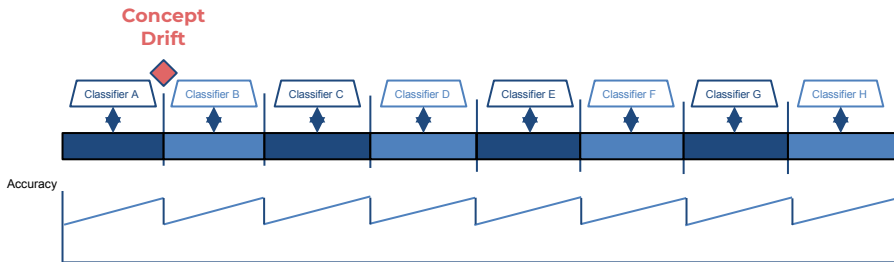 Concept
Drift
Classifier A
Classifier B
Classifier C
Classifier D
Classifier E
Classifier F
Classifier G
Classifier H
Accuracy